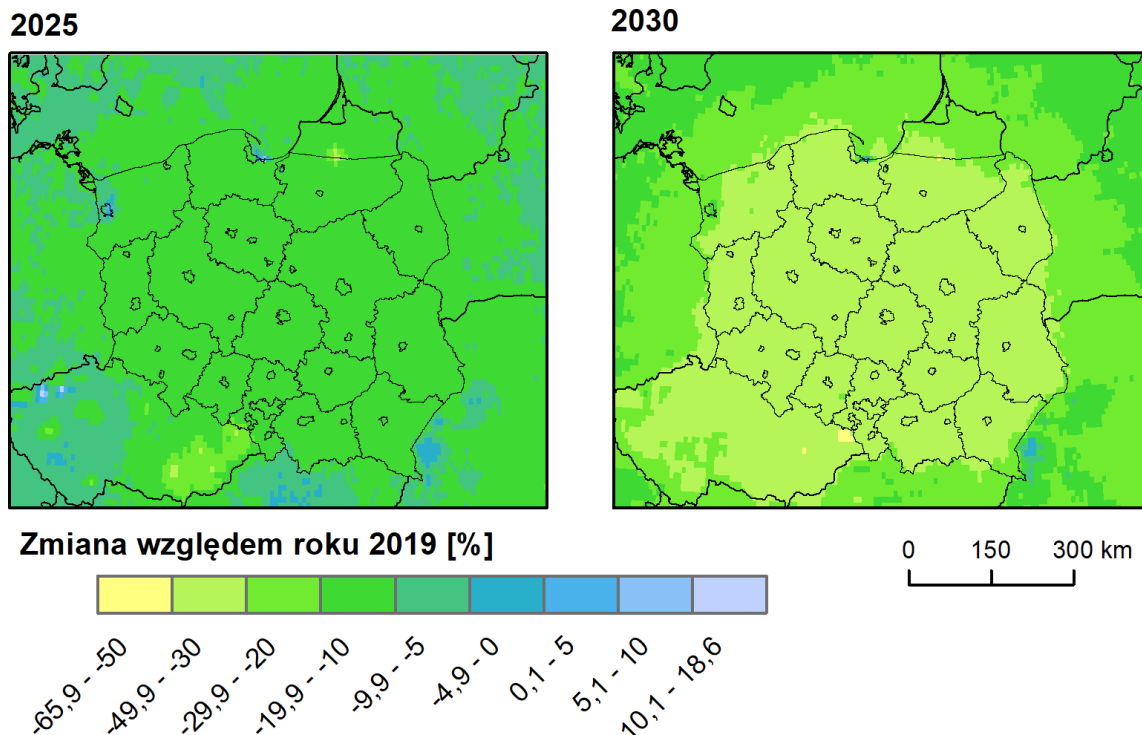 2025
2030
Zmiana względem roku 2019 [%]
0 150 300 km
-65,9 - -50
-49,9 - -30
-29,9 - -20
-19,9 - -10
-9,9 - -5
-4,9 - 0
0,1 - 5
5,1 - 10
10,1 - 18,6